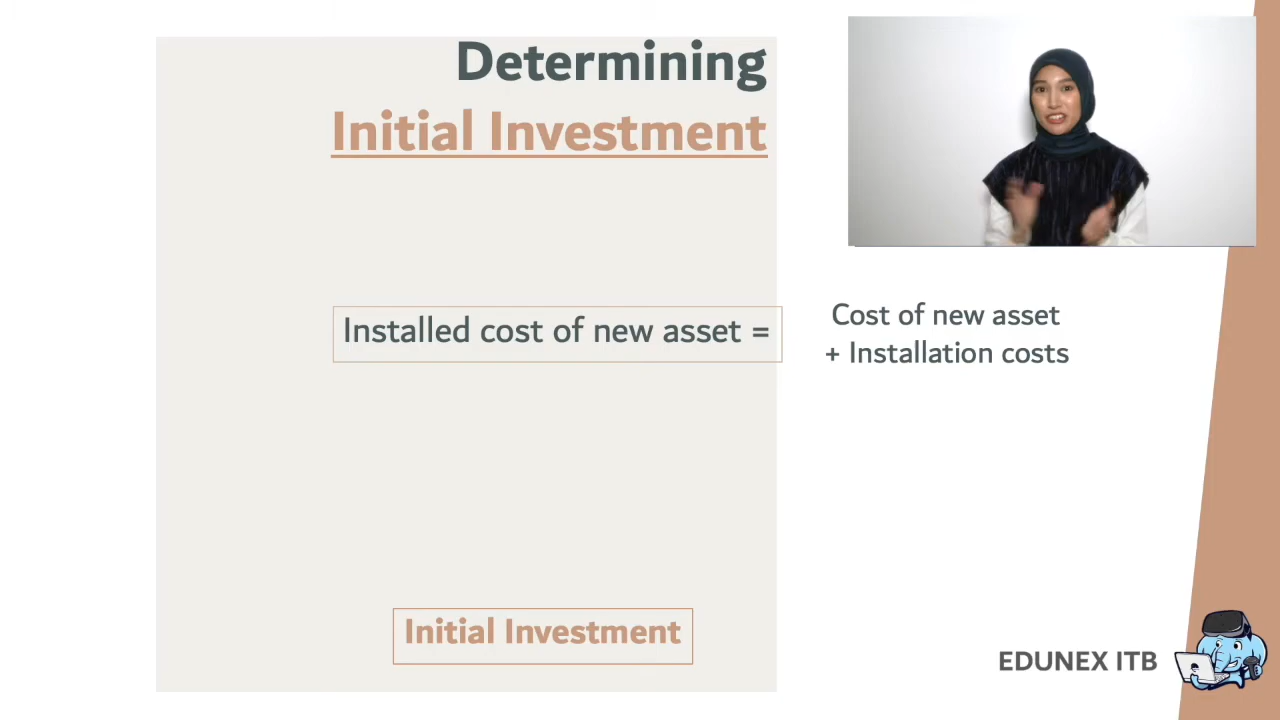 Determining
Initial Investment
Installed cost of new asset =
Cost of new asset
+ Installation costs
Initial Investment
EDUNEX ITB